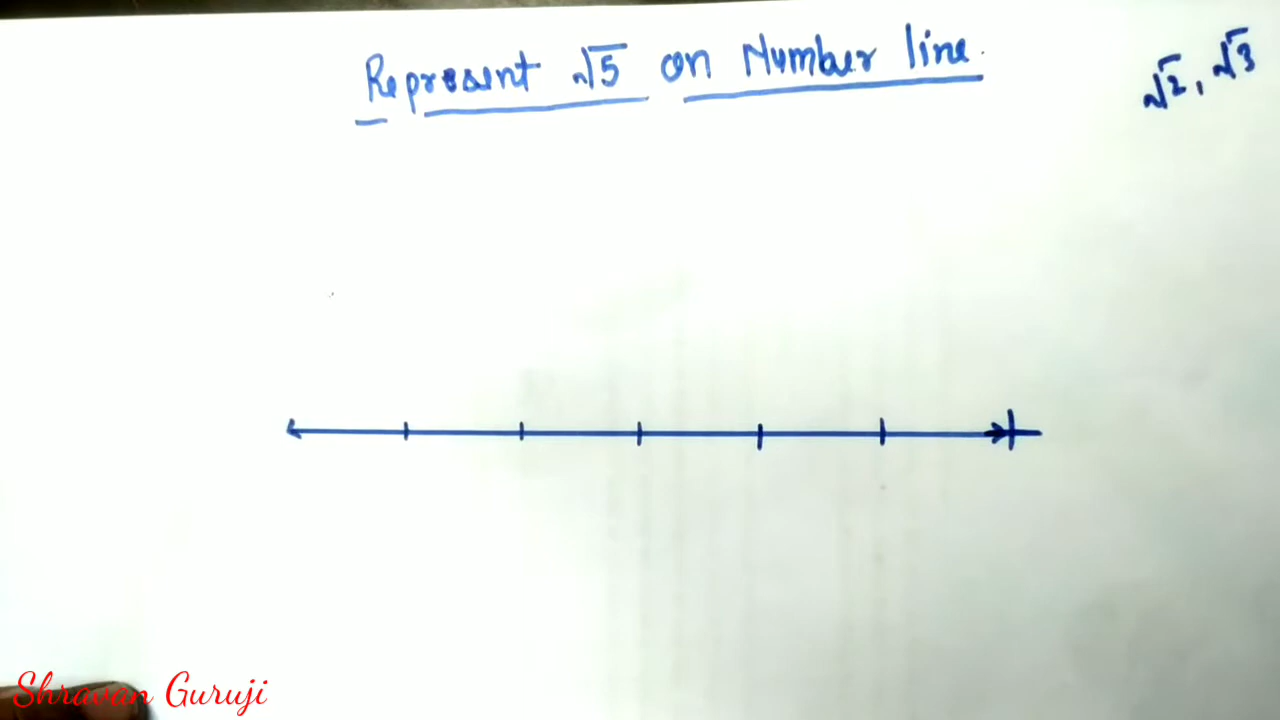 Represent √5 on Number line.
√2, √3
Shravan Guruji